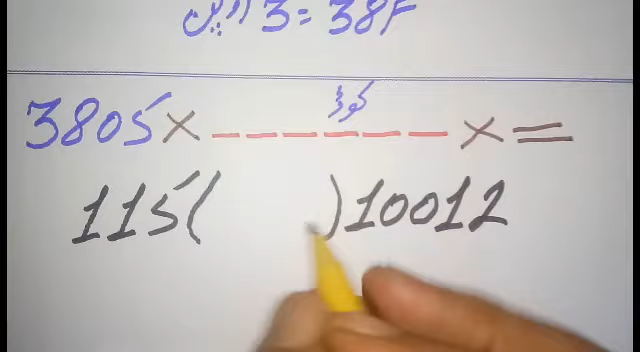 3 = 38F
کوڈ
3805 × _ _ _ _ _ _ × =
115( )10012